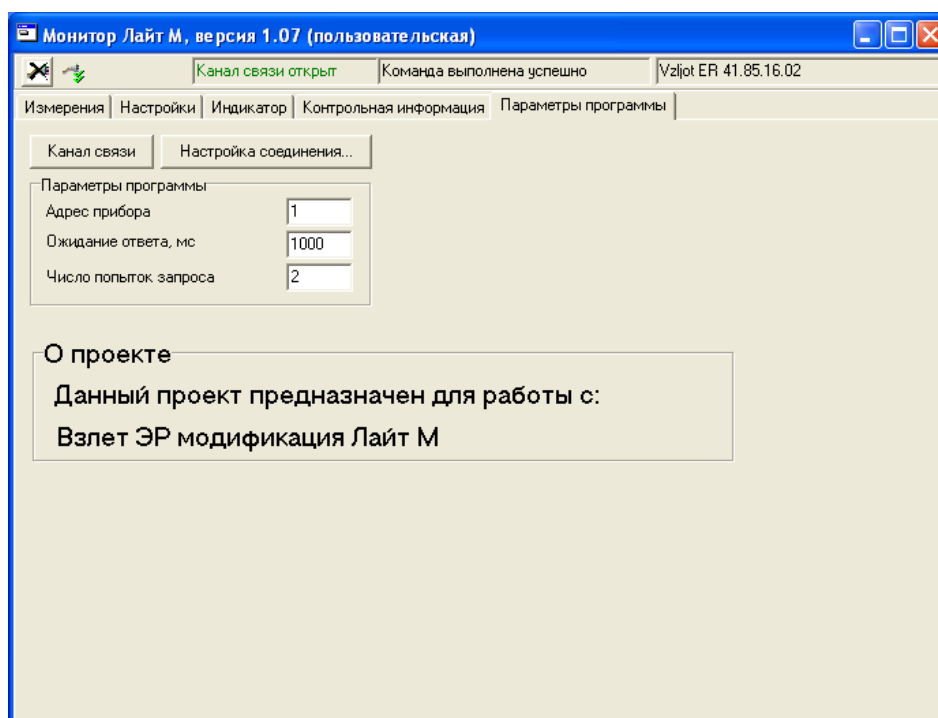 Монитор Лайт М, версия 1.07 (пользовательская)
Канал связи открыт Команда выполнена успешно Vzljot ER 41.85.16.02
Измерения Настройки Индикатор Контрольная информация Параметры программы
Канал связи Настройка соединения...
Параметры программы
Адрес прибора 1
Ожидание ответа, мс 1000
Число попыток запроса 2
О проекте
Данный проект предназначен для работы с:
Взлет ЭР модификация Лайт М